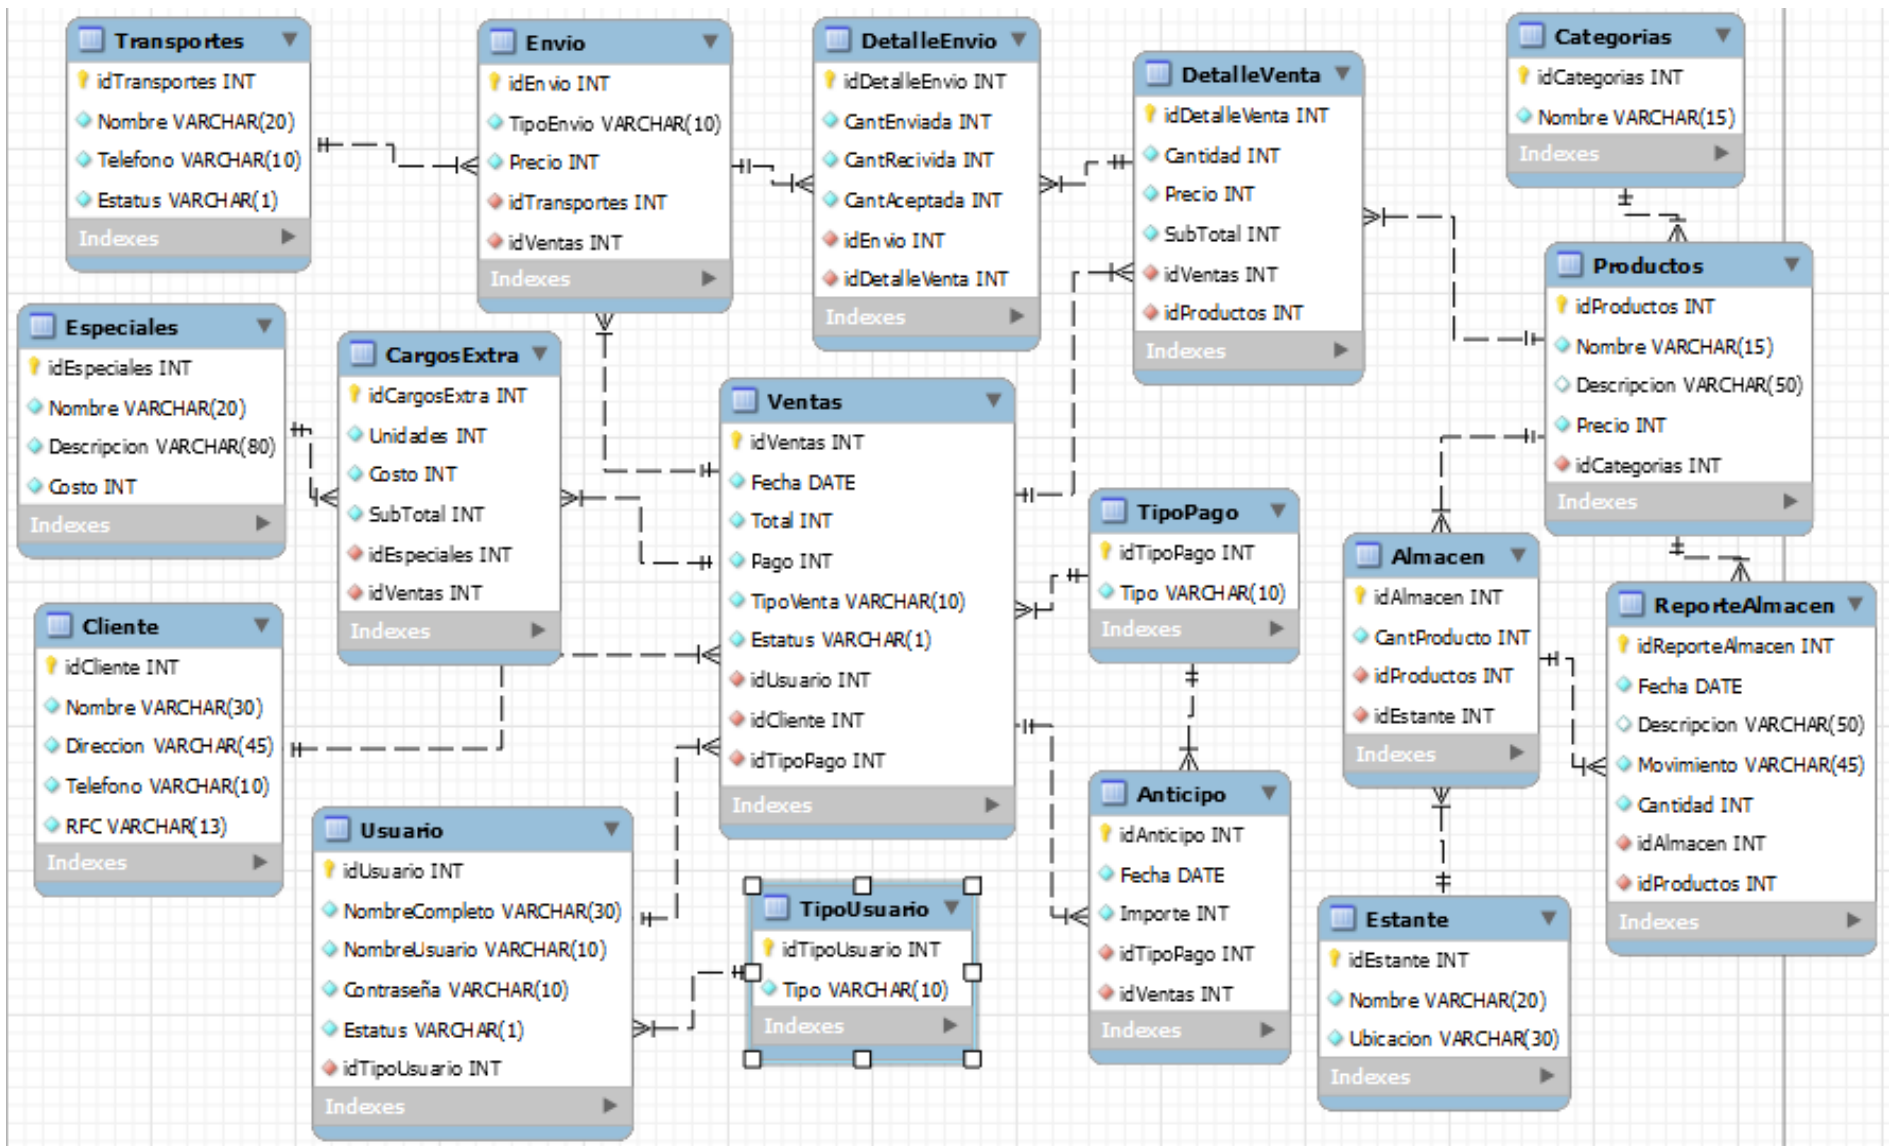 Transportes
idTransportes INT
Nombre VARCHAR(20)
Telefono VARCHAR(10)
Estatus VARCHAR(1)
Indexes
Envio
idEnvio INT
TipoEnvio VARCHAR(10)
Precio INT
idTransportes INT
idVentas INT
Indexes
DetalleEnvio
idDetalleEnvio INT
CantEnviada INT
CantRecivida INT
CantAceptada INT
idEnvio INT
idDetalleVenta INT
Indexes
DetalleVenta
idDetalleVenta INT
Cantidad INT
Precio INT
SubTotal INT
idVentas INT
idProductos INT
Indexes
Categorias
idCategorias INT
Nombre VARCHAR(15)
Indexes
Productos
idProductos INT
Nombre VARCHAR(15)
Descripcion VARCHAR(50)
Precio INT
idCategorias INT
Indexes
Especiales
idEspeciales INT
Nombre VARCHAR(20)
Descripcion VARCHAR(80)
Costo INT
Indexes
CargosExtra
idCargosExtra INT
Unidades INT
Costo INT
SubTotal INT
idEspeciales INT
idVentas INT
Indexes
Ventas
idVentas INT
Fecha DATE
Total INT
Pago INT
TipoVenta VARCHAR(10)
Estatus VARCHAR(1)
idUsuario INT
idCliente INT
idTipoPago INT
Indexes
TipoPago
idTipoPago INT
Tipo VARCHAR(10)
Indexes
Almacen
idAlmacen INT
CantProducto INT
idProductos INT
idEstante INT
Indexes
ReporteAlmacen
idReporteAlmacen INT
Fecha DATE
Descripcion VARCHAR(50)
Movimiento VARCHAR(45)
Cantidad INT
idAlmacen INT
idProductos INT
Indexes
Cliente
idCliente INT
Nombre VARCHAR(30)
Direccion VARCHAR(45)
Telefono VARCHAR(10)
RFC VARCHAR(13)
Indexes
Usuario
idUsuario INT
NombreCompleto VARCHAR(30)
NombreUsuario VARCHAR(10)
Contraseña VARCHAR(10)
Estatus VARCHAR(1)
idTipoUsuario INT
Indexes
TipoUsuario
idTipoUsuario INT
Tipo VARCHAR(10)
Indexes
Anticipo
idAnticipo INT
Fecha DATE
Importe INT
idTipoPago INT
idVentas INT
Indexes
Estante
idEstante INT
Nombre VARCHAR(20)
Ubicacion VARCHAR(30)
Indexes